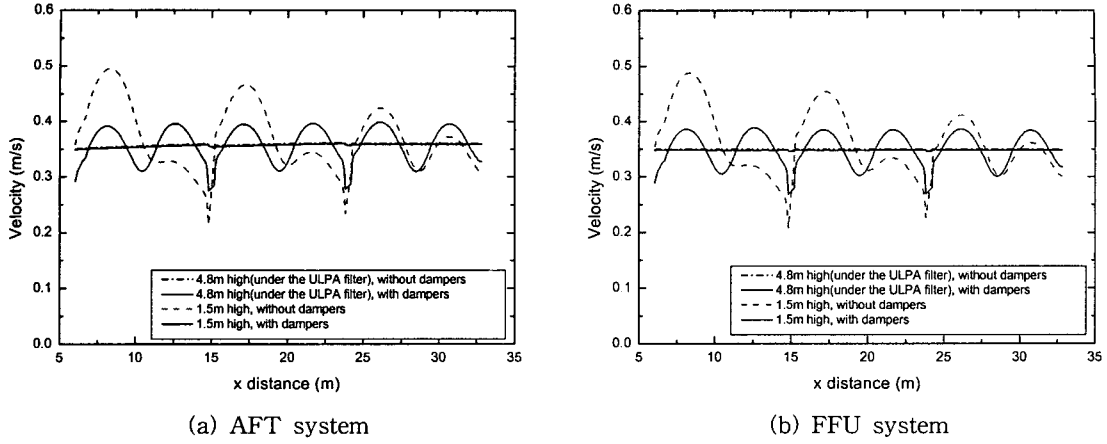 0.6
0.5
0.4
0.3
0.2
0.1
0.0
Velocity (m/s)
4.8m high(under the ULPA filter), without dampers
4.8m high(under the ULPA filter), with dampers
1.5m high, without dampers
1.5m high, with dampers
5 10 15 20 25 30 35
x distance (m)
(a) AFT system
0.6
0.5
0.4
0.3
0.2
0.1
0.0
Velocity (m/s)
4.8m high(under the ULPA filter), without dampers
4.8m high(under the ULPA filter), with dampers
1.5m high, without dampers
1.5m high, with dampers
5 10 15 20 25 30 35
x distance (m)
(b) FFU system